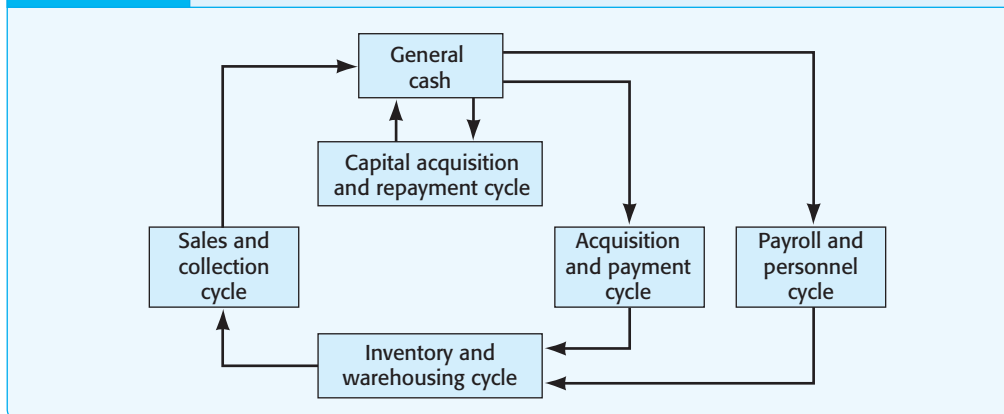 General
cash
Capital acquisition
and repayment cycle
Sales and
collection
cycle
Acquisition
and payment
cycle
Payroll and
personnel
cycle
Inventory and
warehousing cycle